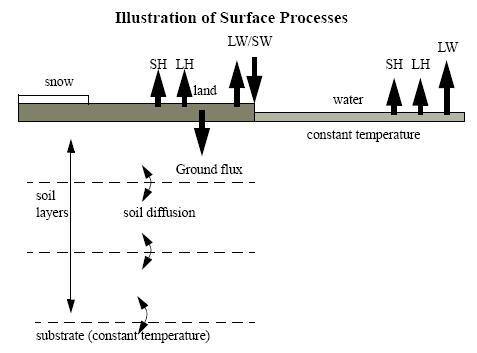 Illustration of Surface Processes
LW/SW
LW
SH LH
SH LH
snow
land
water
constant temperature
Ground flux
soil
layers
soil diffusion
substrate (constant temperature)